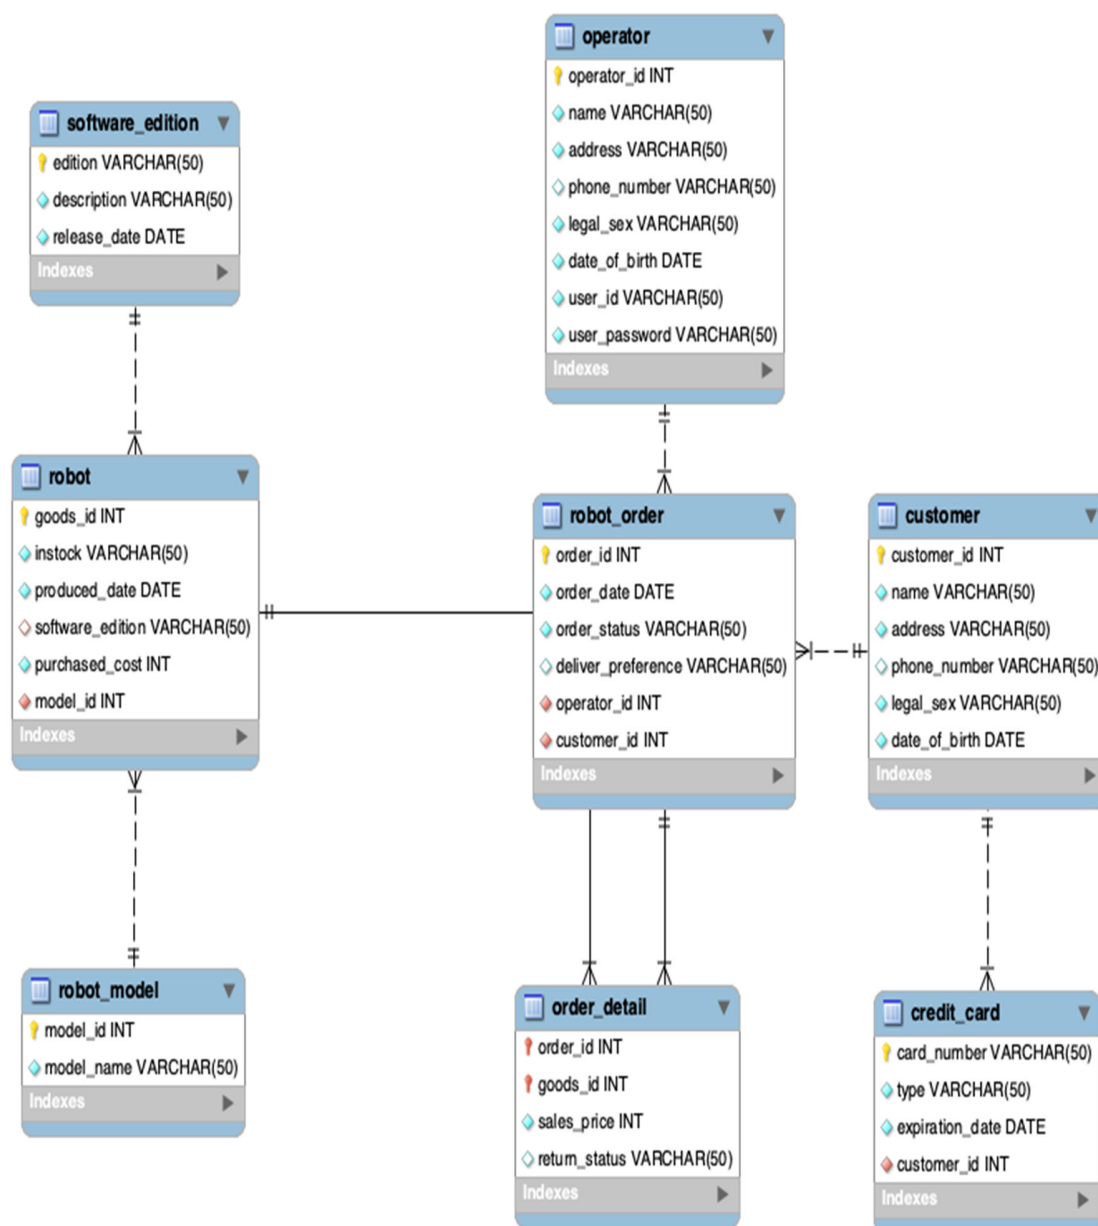 operator
operator_id INT
name VARCHAR(50)
address VARCHAR(50)
phone_number VARCHAR(50)
legal_sex VARCHAR(50)
date_of_birth DATE
user_id VARCHAR(50)
user_password VARCHAR(50)
Indexes
software_edition
edition VARCHAR(50)
description VARCHAR(50)
release_date DATE
Indexes
robot
goods_id INT
instock VARCHAR(50)
produced_date DATE
software_edition VARCHAR(50)
purchased_cost INT
model_id INT
Indexes
robot_order
order_id INT
order_date DATE
order_status VARCHAR(50)
deliver_preference VARCHAR(50)
operator_id INT
customer_id INT
Indexes
customer
customer_id INT
name VARCHAR(50)
address VARCHAR(50)
phone_number VARCHAR(50)
legal_sex VARCHAR(50)
date_of_birth DATE
Indexes
robot_model
model_id INT
model_name VARCHAR(50)
Indexes
order_detail
order_id INT
goods_id INT
sales_price INT
return_status VARCHAR(50)
Indexes
credit_card
card_number VARCHAR(50)
type VARCHAR(50)
expiration_date DATE
customer_id INT
Indexes